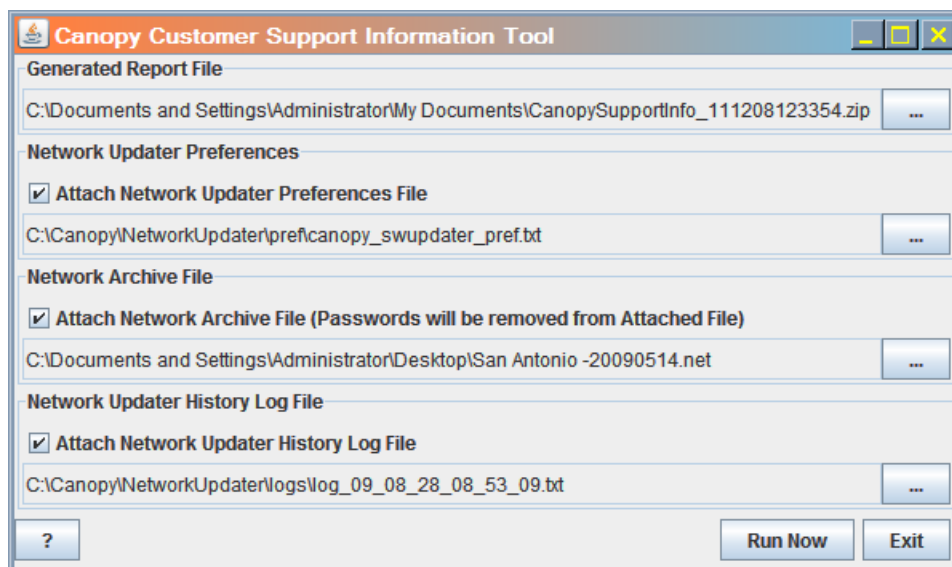 Canopy Customer Support Information Tool
Generated Report File
C:\Documents and Settings\Administrator\My Documents\CanopySupportInfo_111208123354.zip ...
Network Updater Preferences
Attach Network Updater Preferences File
C:\Canopy\NetworkUpdater\pref\canopy_swupdater_pref.txt ...
Network Archive File
Attach Network Archive File (Passwords will be removed from Attached File)
C:\Documents and Settings\Administrator\Desktop\San Antonio -20090514.net ...
Network Updater History Log File
Attach Network Updater History Log File
C:\Canopy\NetworkUpdater\logs\log_09_08_28_08_53_09.txt ...
? Run Now Exit